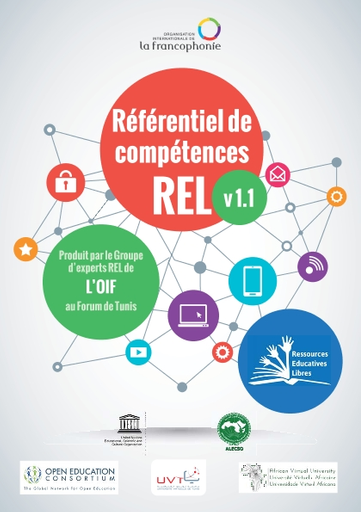 ORGANISATION
INTERNATIONALE DE
la francophonie
Référentiel de
compétences
REL
v 1.1
Produit par le Groupe
d'experts REL de
L'OIF
au Forum de Tunis
Ressources
Educatives
Libres
UNESCO
United Nations
Educational, Scientific and
Cultural Organization
ALECSO
OPEN EDUCATION
CONSORTIUM
The Global Network for Open Education
UVT
African Virtual University
Université Virtuelle Africaine
Universidade Virtual Africana